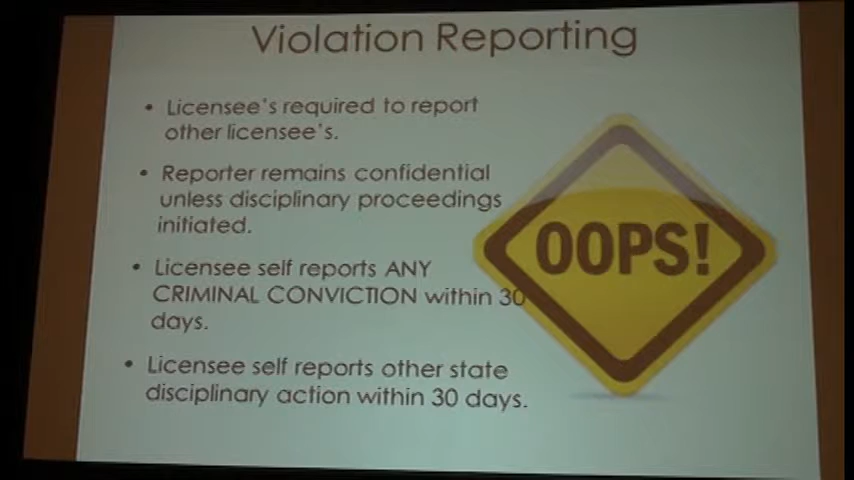 Violation Reporting
• Licensee's required to report
other licensee's.
• Reporter remains confidential
unless disciplinary proceedings
initiated.
• Licensee self reports ANY
CRIMINAL CONVICTION within 30
days.
• Licensee self reports other state
disciplinary action within 30 days.
OOPS!